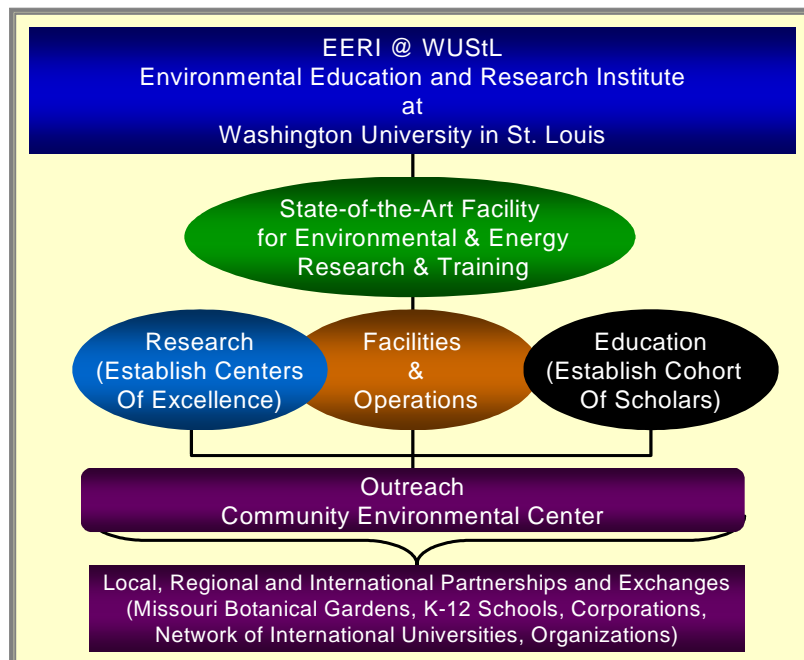 EERI @ WUStL
Environmental Education and Research Institute
at
Washington University in St. Louis
State-of-the-Art Facility
for Environmental & Energy
Research & Training
Research
(Establish Centers
Of Excellence)
Facilities
&
Operations
Education
(Establish Cohort
Of Scholars)
Outreach
Community Environmental Center
Local, Regional and International Partnerships and Exchanges
(Missouri Botanical Gardens, K-12 Schools, Corporations,
Network of International Universities, Organizations)